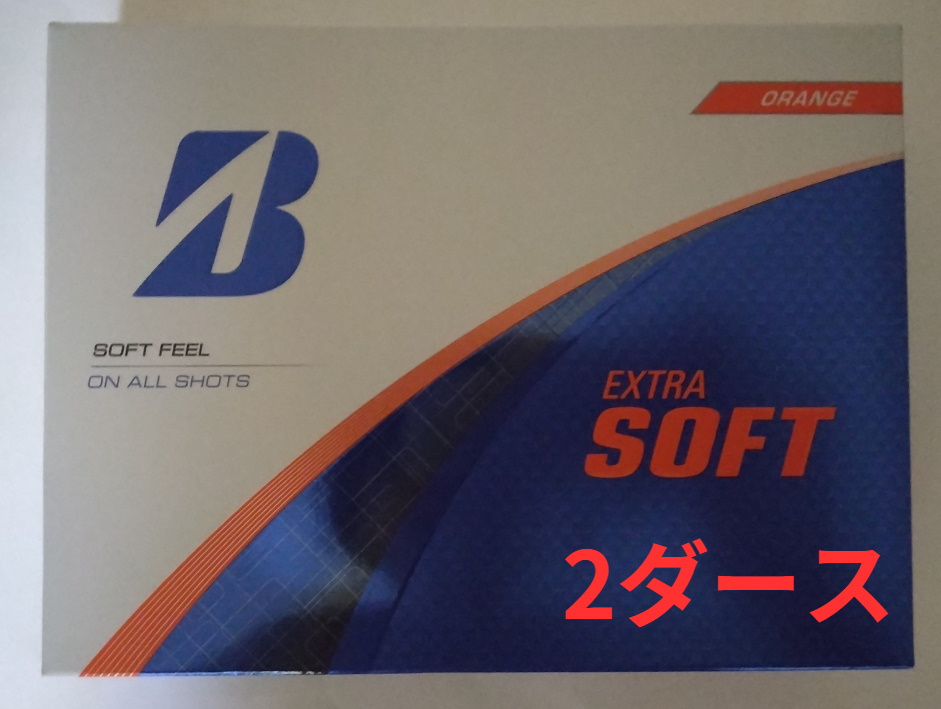 ORANGE
B
SOFT FEEL
ON ALL SHOTS
EXTRA
SOFT
2ダース